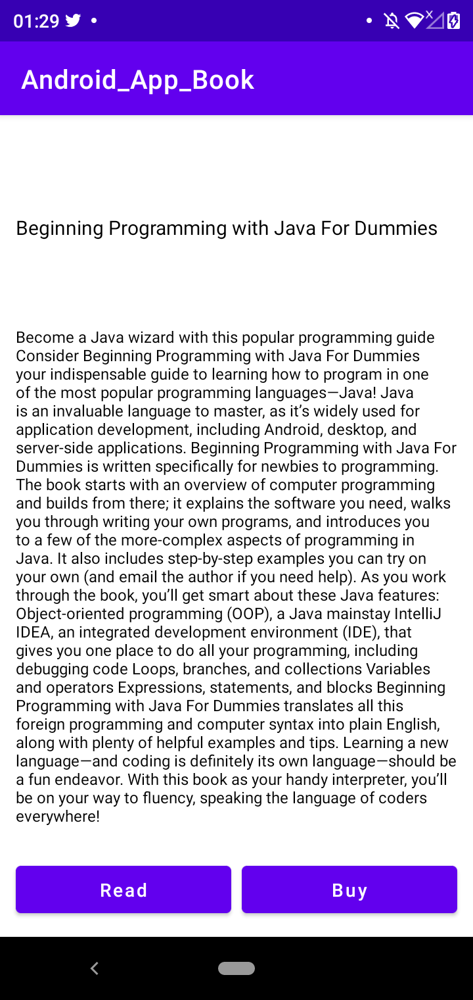 01:29
Android_App_Book
Beginning Programming with Java For Dummies
Become a Java wizard with this popular programming guide
Consider Beginning Programming with Java For Dummies
your indispensable guide to learning how to program in one
of the most popular programming languages—Java! Java
is an invaluable language to master, as it’s widely used for
application development, including Android, desktop, and
server-side applications. Beginning Programming with Java For
Dummies is written specifically for newbies to programming.
The book starts with an overview of computer programming
and builds from there; it explains the software you need, walks
you through writing your own programs, and introduces you
to a few of the more-complex aspects of programming in
Java. It also includes step-by-step examples you can try on
your own (and email the author if you need help). As you work
through the book, you’ll get smart about these Java features:
Object-oriented programming (OOP), a Java mainstay IntelliJ
IDEA, an integrated development environment (IDE), that
gives you one place to do all your programming, including
debugging code Loops, branches, and collections Variables
and operators Expressions, statements, and blocks Beginning
Programming with Java For Dummies translates all this
foreign programming and computer syntax into plain English,
along with plenty of helpful examples and tips. Learning a new
language—and coding is definitely its own language—should be
a fun endeavor. With this book as your handy interpreter, you’ll
be on your way to fluency, speaking the language of coders
everywhere!
Read
Buy